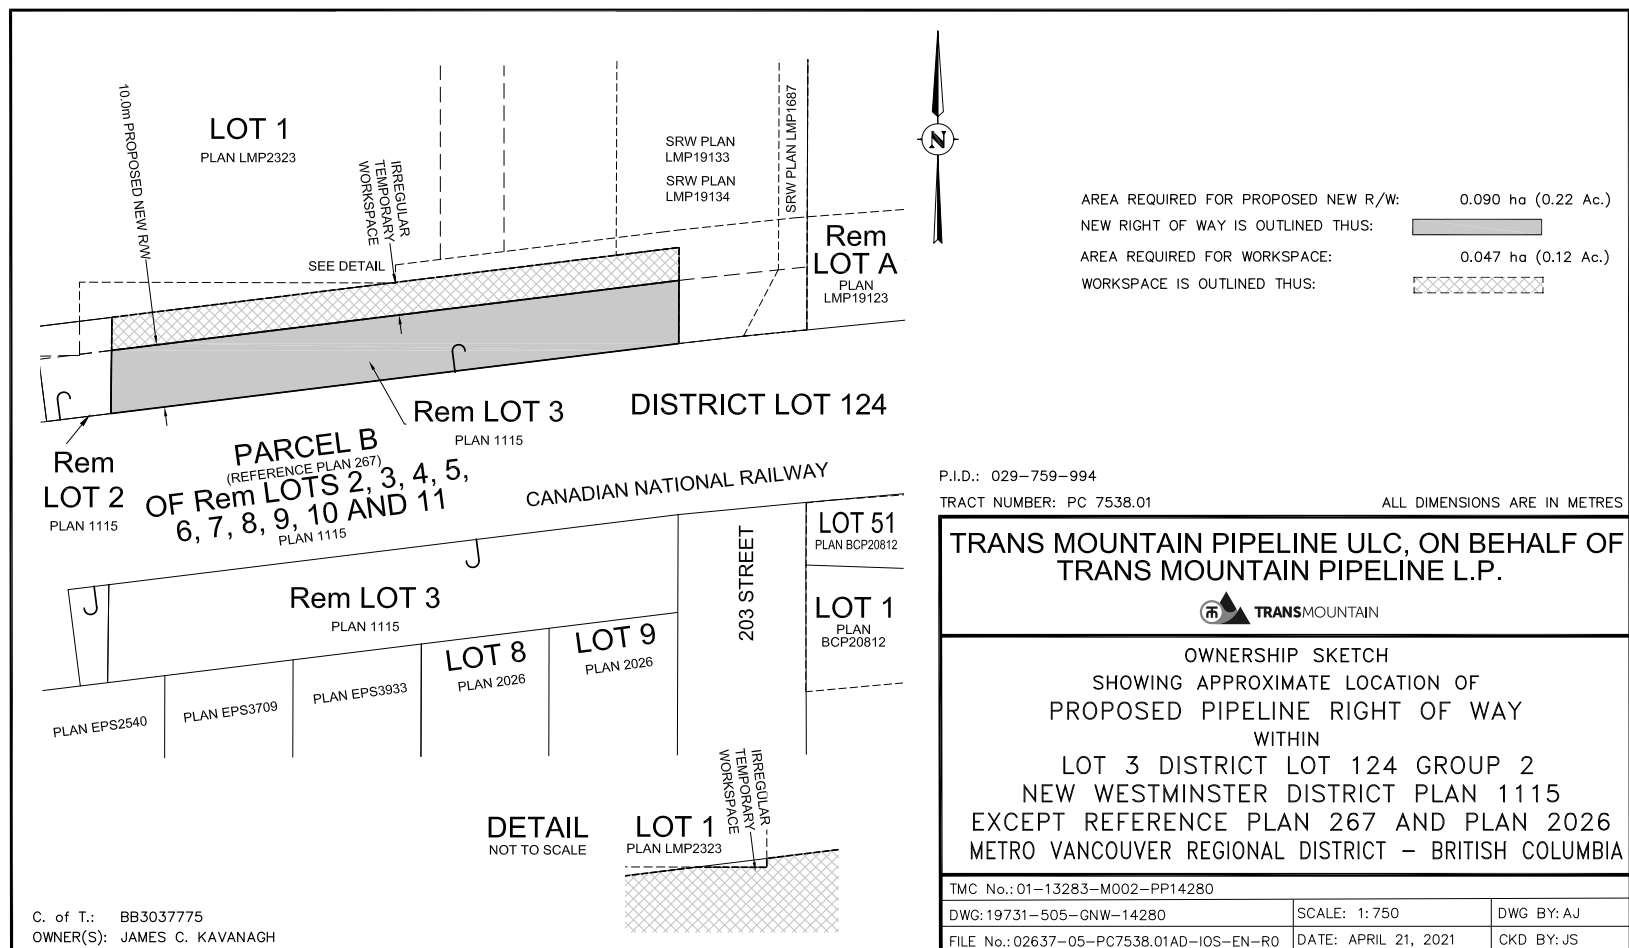 10.0m PROPOSED NEW R/W
LOT 1
PLAN LMP2323
IRREGULAR
TEMPORARY
WORKSPACE
SEE DETAIL
SRW PLAN
LMP19133
SRW PLAN
LMP19134
SRW PLAN LMP1687
Rem
LOT A
PLAN
LMP19123
N
AREA REQUIRED FOR PROPOSED NEW R/W: 0.090 ha (0.22 Ac.)
NEW RIGHT OF WAY IS OUTLINED THUS:
AREA REQUIRED FOR WORKSPACE: 0.047 ha (0.12 Ac.)
WORKSPACE IS OUTLINED THUS:
Rem LOT 3
PLAN 1115
DISTRICT LOT 124
Rem
LOT 2
PLAN 1115
PARCEL B
(REFERENCE PLAN 267)
OF Rem LOTS 2, 3, 4, 5,
6, 7, 8, 9, 10 AND 11
PLAN 1115
CANADIAN NATIONAL RAILWAY
Rem LOT 3
PLAN 1115
203 STREET
LOT 51
PLAN BCP20812
LOT 1
PLAN
BCP20812
PLAN EPS2540
PLAN EPS3709
PLAN EPS3933
LOT 8
PLAN 2026
LOT 9
PLAN 2026
DETAIL
NOT TO SCALE
LOT 1
PLAN LMP2323
IRREGULAR
TEMPORARY
WORKSPACE
C. of T.: BB3037775
OWNER(S): JAMES C. KAVANAGH
P.I.D.: 029-759-994
TRACT NUMBER: PC 7538.01 ALL DIMENSIONS ARE IN METRES
TRANS MOUNTAIN PIPELINE ULC, ON BEHALF OF
TRANS MOUNTAIN PIPELINE L.P.
TRANSMOUNTAIN
OWNERSHIP SKETCH
SHOWING APPROXIMATE LOCATION OF
PROPOSED PIPELINE RIGHT OF WAY
WITHIN
LOT 3 DISTRICT LOT 124 GROUP 2
NEW WESTMINSTER DISTRICT PLAN 1115
EXCEPT REFERENCE PLAN 267 AND PLAN 2026
METRO VANCOUVER REGIONAL DISTRICT – BRITISH COLUMBIA
TMC No.: 01-13283-M002-PP14280
DWG: 19731-505-GNW-14280 SCALE: 1:750 DWG BY: AJ
FILE No.: 02637-05-PC7538.01AD-IOS-EN-R0 DATE: APRIL 21, 2021 CKD BY: JS